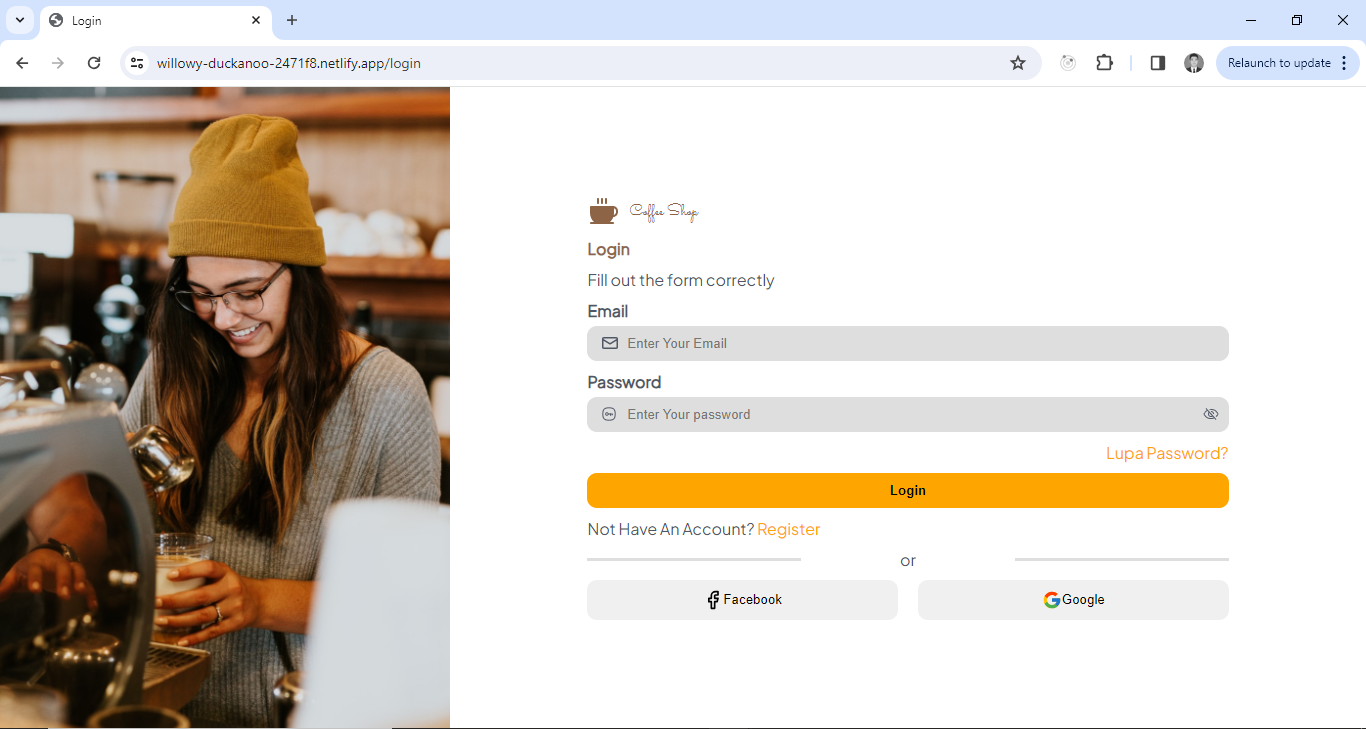 Login
willowy-duckanoo-2471f8.netlify.app/login
Relaunch to update
Coffee Shop
Login
Fill out the form correctly
Email
Enter Your Email
Password
Enter Your password
Lupa Password?
Login
Not Have An Account? Register
or
Facebook
Google